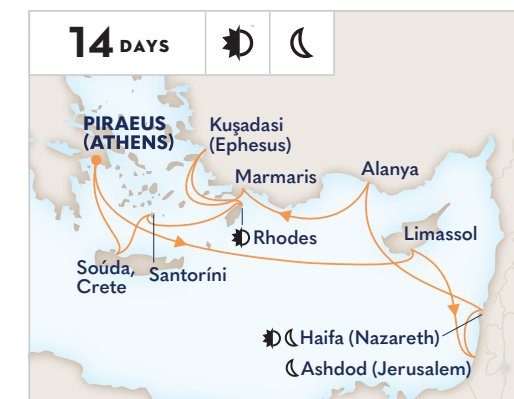 14 DAYS
PIRAEUS
(ATHENS)
Kuşadasi
(Ephesus)
Marmaris
Alanya
Rhodes
Limassol
Soúda,
Crete
Santoríni
Haifa (Nazareth)
Ashdod (Jerusalem)